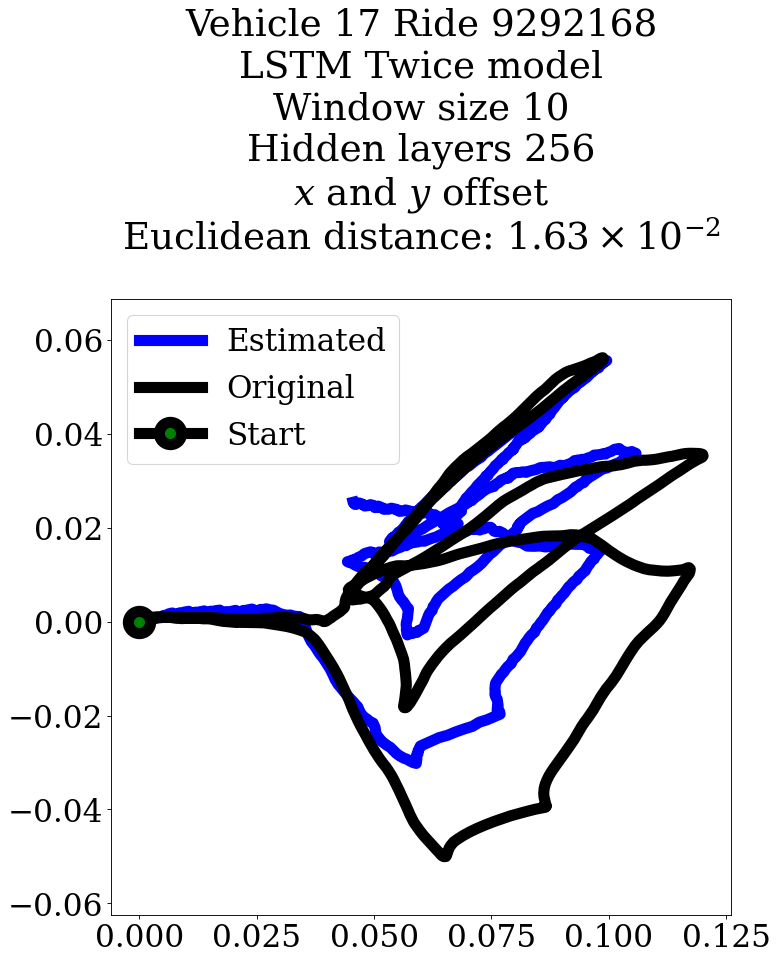 Vehicle 17 Ride 9292168
LSTM Twice model
Window size 10
Hidden layers 256
x and y offset
Euclidean distance: 1.63 × 10⁻²
Estimated
Original
Start
0.06
0.04
0.02
0.00
−0.02
−0.04
−0.06
0.000 0.025 0.050 0.075 0.100 0.125